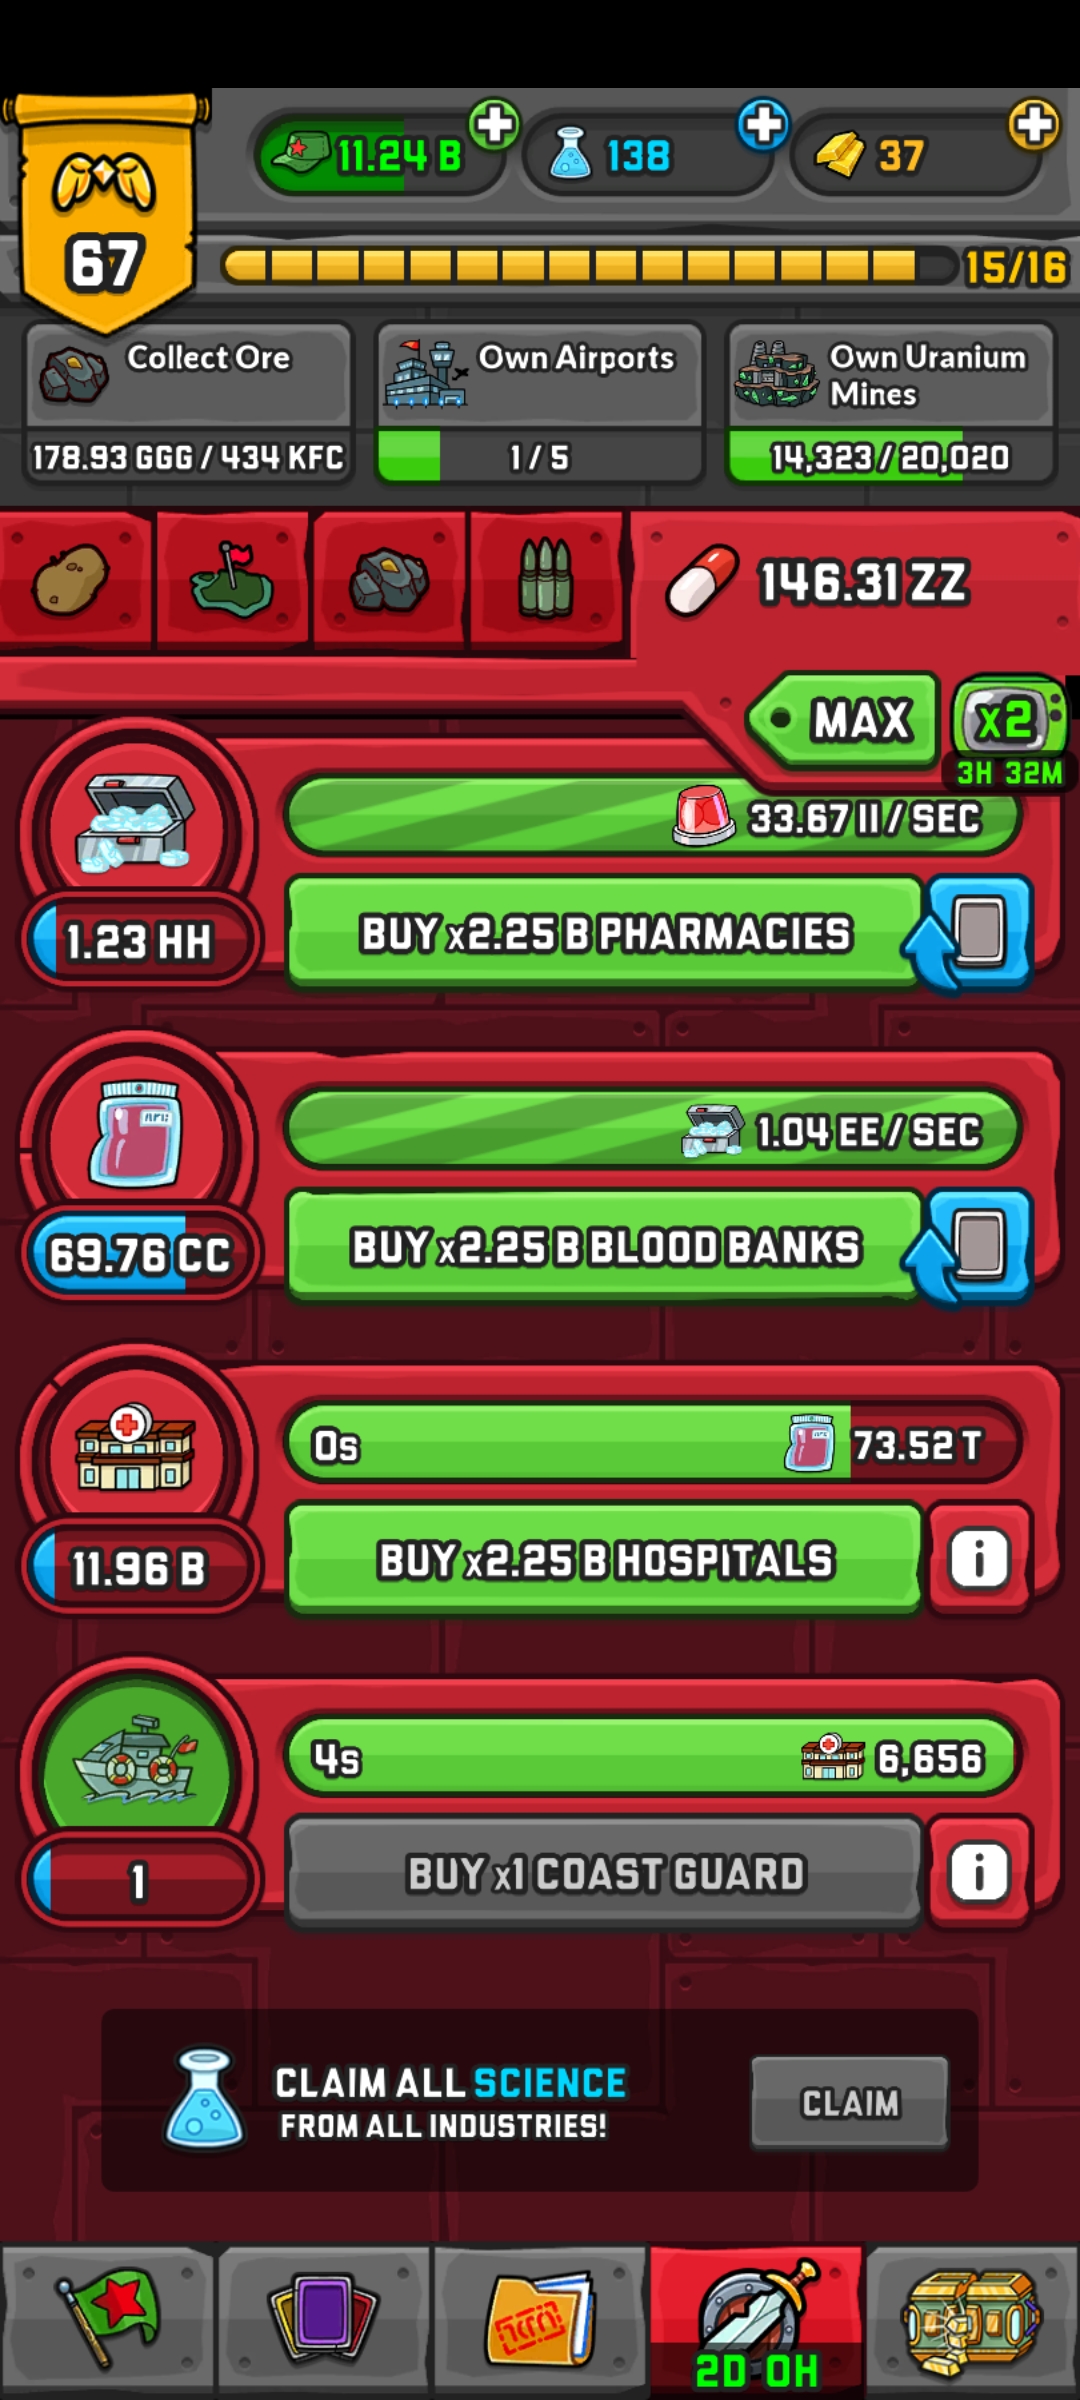 11.24 B
138
37
67
15/16
Collect Ore
178.93 GGG / 434 KFC
Own Airports
1 / 5
Own Uranium
Mines
14,323 / 20,020
146.31 ZZ
MAX
x2
3H 32M
33.67 II / SEC
1.23 HH
BUY x2.25 B PHARMACIES
1.04 EE / SEC
69.76 CC
BUY x2.25 B BLOOD BANKS
0s
73.52 T
11.96 B
BUY x2.25 B HOSPITALS
4s
6,656
1
BUY x1 COAST GUARD
CLAIM ALL SCIENCE
FROM ALL INDUSTRIES!
CLAIM
2D 0H